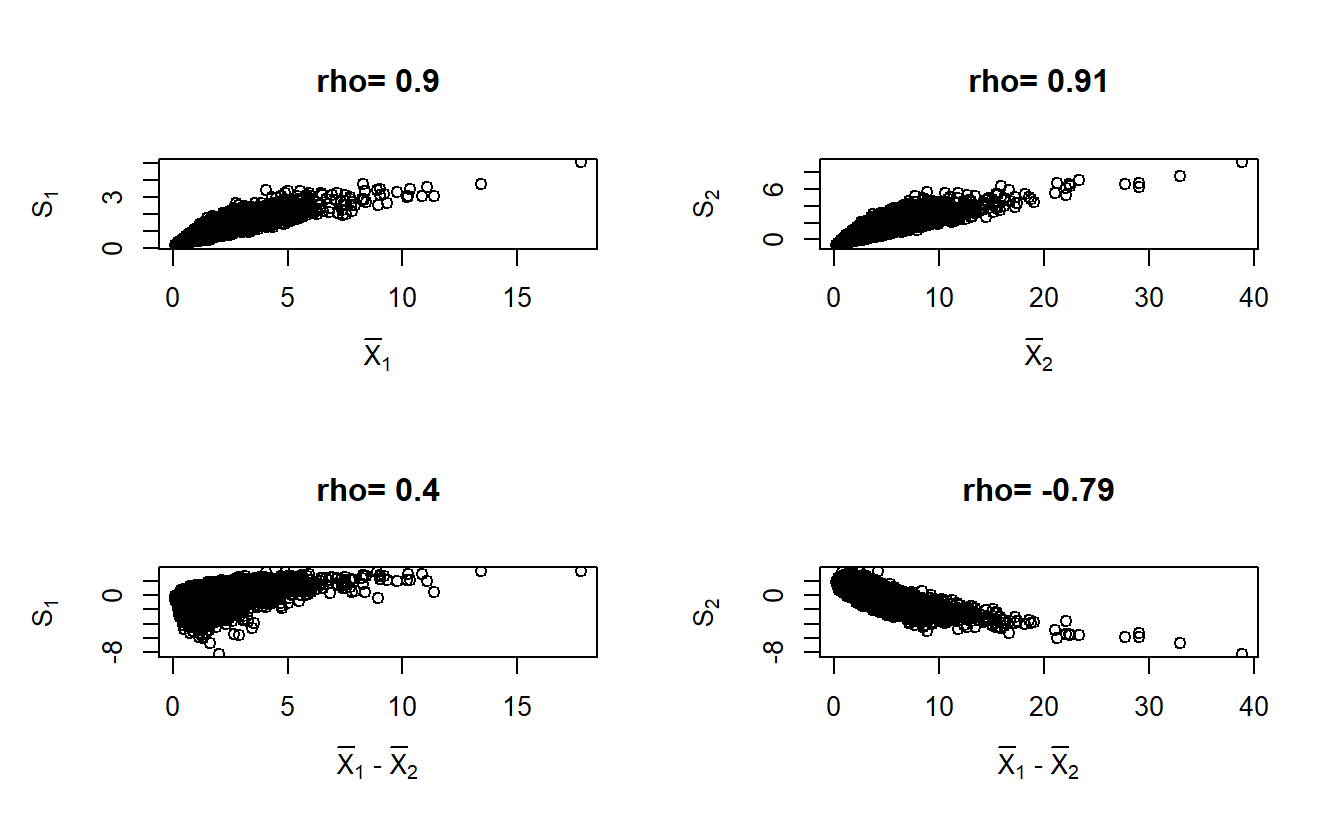 rho= 0.9
S₁
0 3
0 5 10 15
X̅₁
rho= 0.91
S₂
0 6
0 10 20 30 40
X̅₂
rho= 0.4
S₁
-8 0
0 5 10 15
X̅₁ - X̅₂
rho= -0.79
S₂
-8 0
0 10 20 30 40
X̅₁ - X̅₂